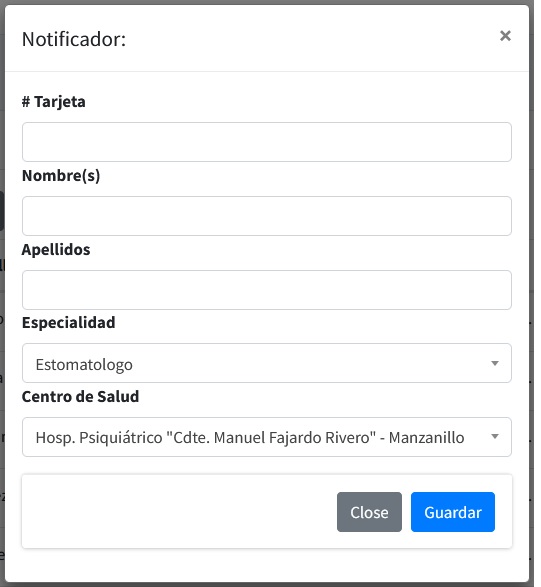 Notificador:
×
# Tarjeta
Nombre(s)
Apellidos
Especialidad
Estomatologo
Centro de Salud
Hosp. Psiquiátrico "Cdte. Manuel Fajardo Rivero" - Manzanillo
Close
Guardar